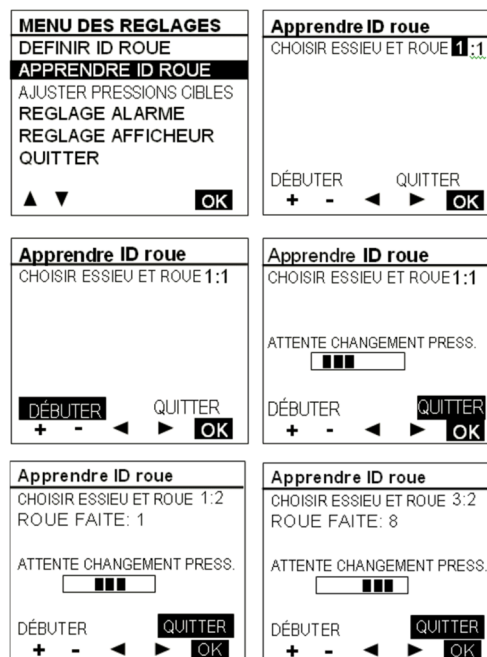 MENU DES REGLAGES
DEFINIR ID ROUE
APPRENDRE ID ROUE
AJUSTER PRESSIONS CIBLES
REGLAGE ALARME
REGLAGE AFFICHEUR
QUITTER
▲ ▼ OK
Apprendre ID roue
CHOISIR ESSIEU ET ROUE 1:1
DÉBUTER QUITTER
+ - ◄ ► OK
Apprendre ID roue
CHOISIR ESSIEU ET ROUE 1:1
DÉBUTER QUITTER
+ - ◄ ► OK
Apprendre ID roue
CHOISIR ESSIEU ET ROUE 1:1
ATTENTE CHANGEMENT PRESS.
DÉBUTER QUITTER
+ - ◄ ► OK
Apprendre ID roue
CHOISIR ESSIEU ET ROUE 1:2
ROUE FAITE: 1
ATTENTE CHANGEMENT PRESS.
DÉBUTER QUITTER
+ - ◄ ► OK
Apprendre ID roue
CHOISIR ESSIEU ET ROUE 3:2
ROUE FAITE: 8
ATTENTE CHANGEMENT PRESS.
DÉBUTER QUITTER
+ - ◄ ► OK